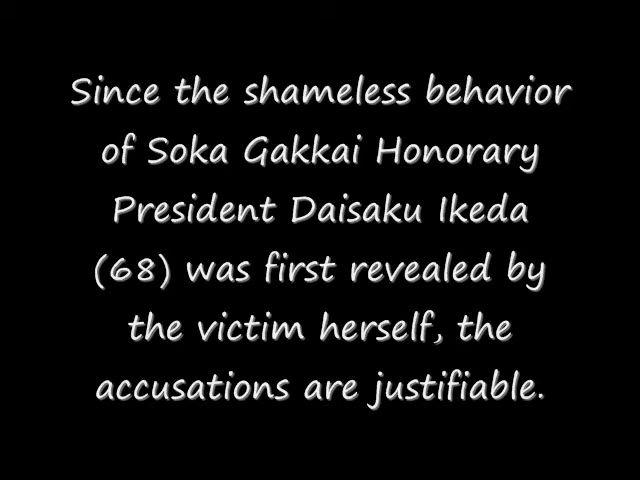 Since the shameless behavior
of Soka Gakkai Honorary
President Daisaku Ikeda
(68) was first revealed by
the victim herself, the
accusations are justifiable.